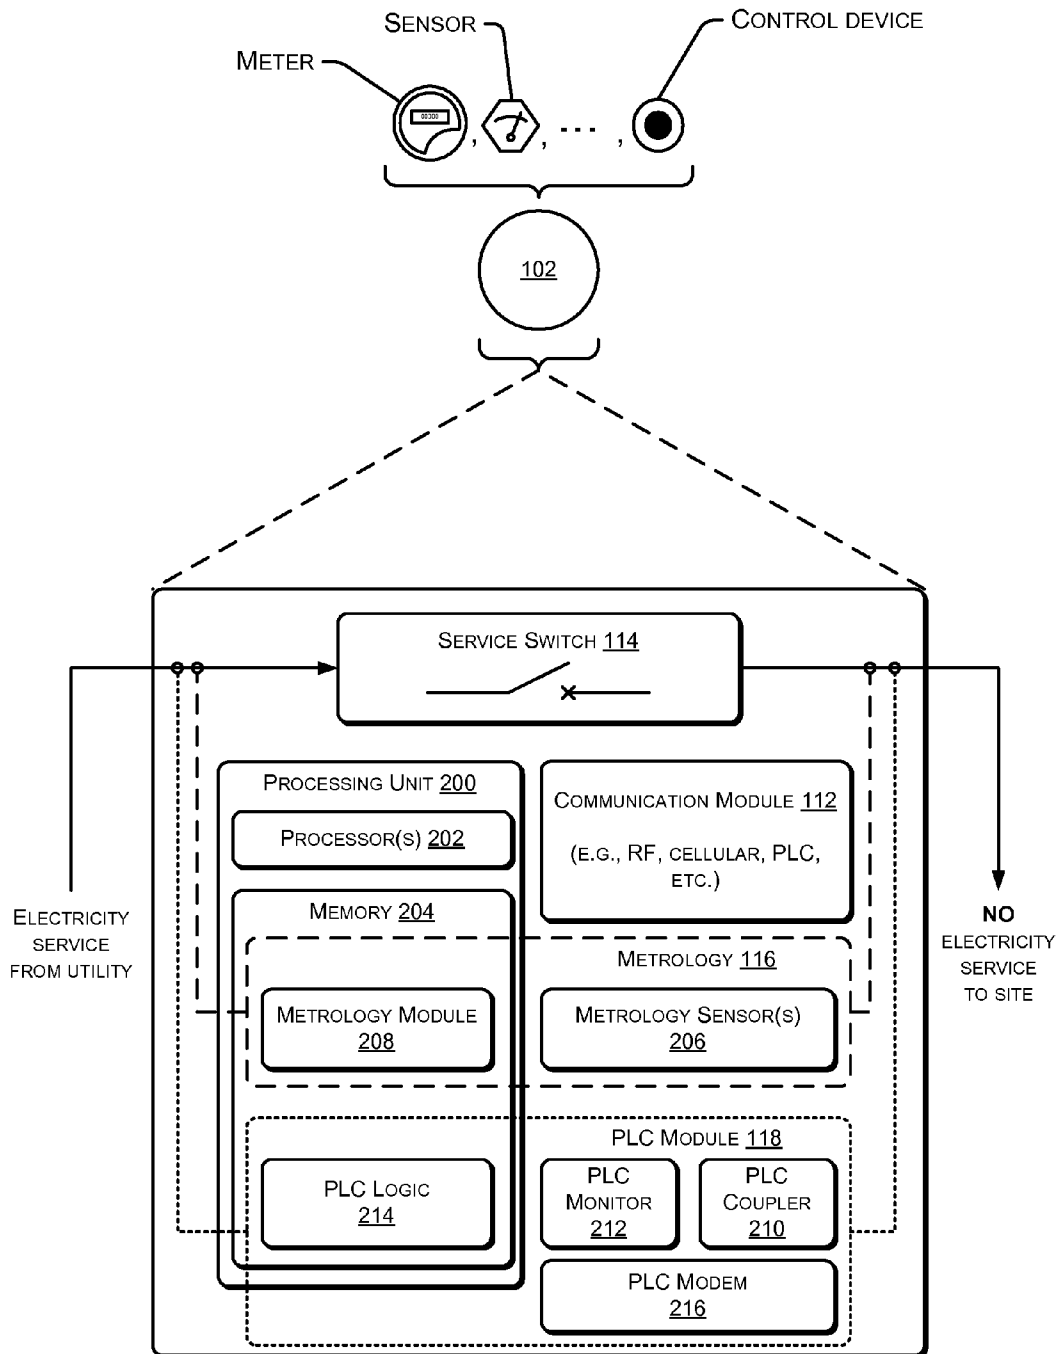 SENSOR
CONTROL DEVICE
METER
00300
, , ... ,
102
SERVICE SWITCH 114
PROCESSING UNIT 200
PROCESSOR(S) 202
MEMORY 204
COMMUNICATION MODULE 112
(E.G., RF, CELLULAR, PLC,
ETC.)
ELECTRICITY
SERVICE
FROM UTILITY
NO
ELECTRICITY
SERVICE
TO SITE
METROLOGY 116
METROLOGY MODULE
208
METROLOGY SENSOR(S)
206
PLC MODULE 118
PLC LOGIC
214
PLC
MONITOR
212
PLC
COUPLER
210
PLC MODEM
216